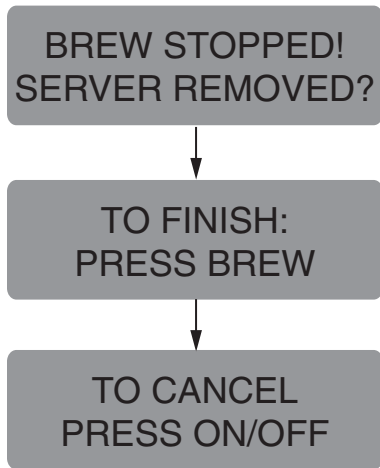 BREW STOPPED!
SERVER REMOVED?
TO FINISH:
PRESS BREW
TO CANCEL
PRESS ON/OFF